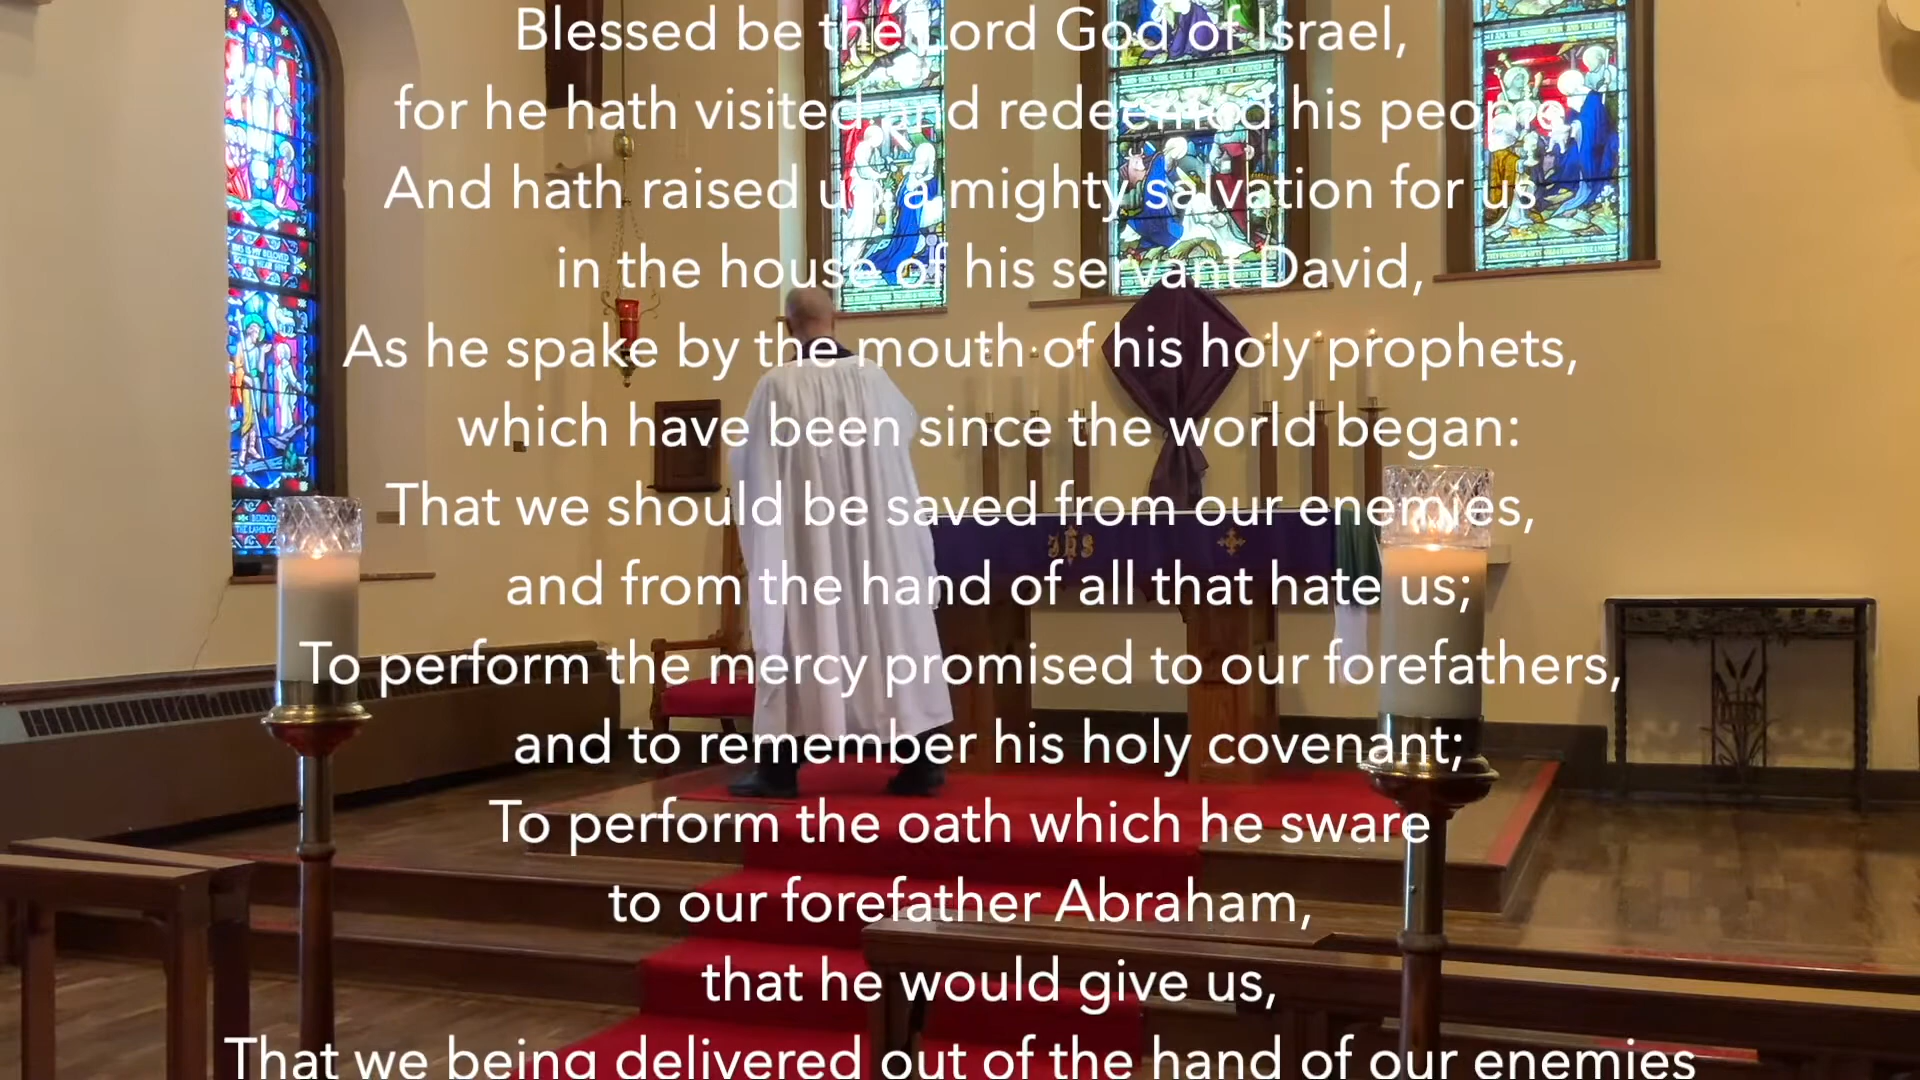 Blessed be the Lord God of Israel,
for he hath visited and redeemed his people,
And hath raised up a mighty salvation for us
in the house of his servant David,
As he spake by the mouth of his holy prophets,
which have been since the world began:
That we should be saved from our enemies,
and from the hand of all that hate us;
To perform the mercy promised to our forefathers,
and to remember his holy covenant;
To perform the oath which he sware
to our forefather Abraham,
that he would give us,
That we being delivered out of the hand of our enemies
IHS